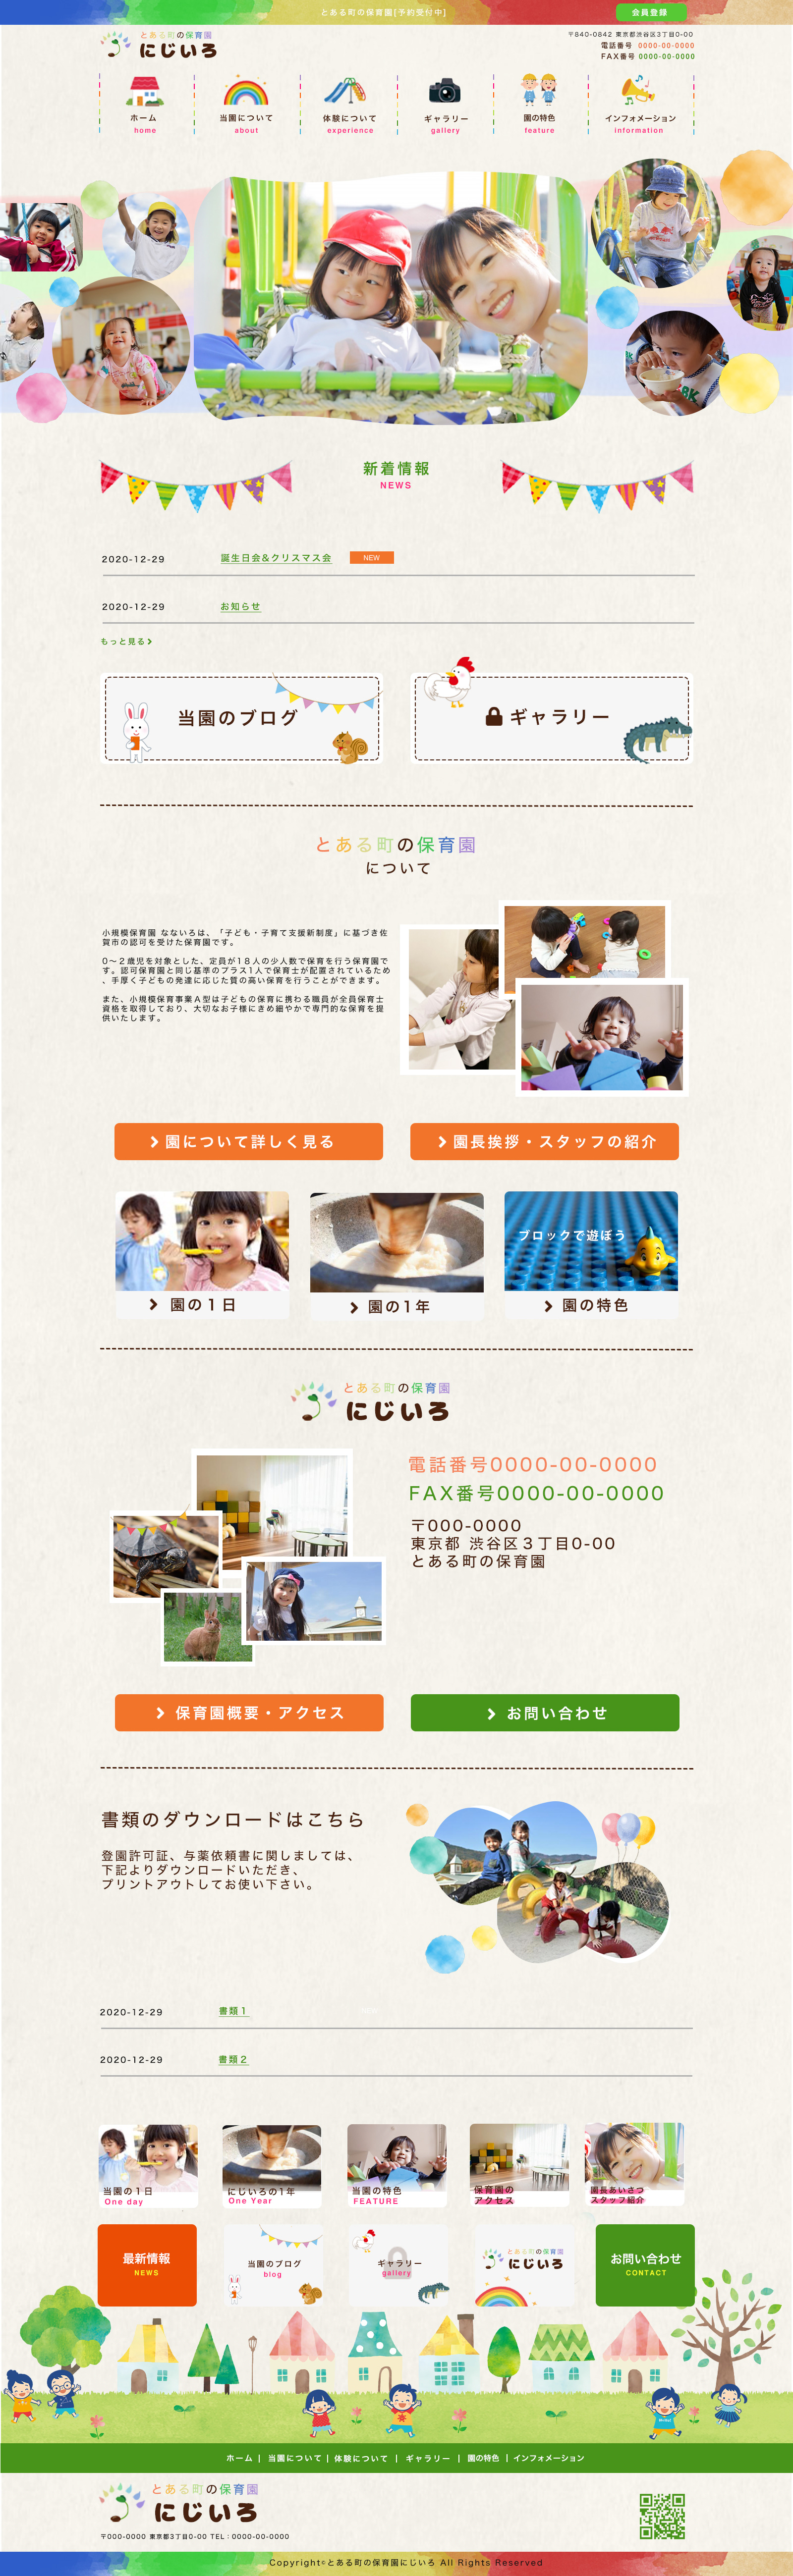 とある町の保育園[予約受付中]
会員登録
とある町の保育園
にじいろ
〒840-0842 東京都渋谷区3丁目0-00
電話番号 0000-00-0000
FAX番号 0000-00-0000
ホーム
home
当園について
about
体験について
experience
ギャラリー
gallery
園の特色
feature
インフォメーション
information
新着情報
NEWS
2020-12-29 誕生日会&クリスマス会 NEW
2020-12-29 お知らせ
もっと見る
当園のブログ
ギャラリー
とある町の保育園
について
小規模保育園 なないろは、「子ども・子育て支援新制度」に基づき佐
賀市の認可を受けた保育園です。
0〜2歳児を対象とした、定員が18人の少人数で保育を行う保育園で
す。認可保育園と同じ基準のプラス1人で保育士が配置されているため
、手厚く子どもの発達に応じた質の高い保育を行うことができます。
また、小規模保育事業A型は子どもの保育に携わる職員が全員保育士
資格を取得しており、大切なお子様にきめ細やかで専門的な保育を提
供いたします。
園について詳しく見る
園長挨拶・スタッフの紹介
ブロックで遊ぼう
園の1日
園の1年
園の特色
とある町の保育園
にじいろ
電話番号0000-00-0000
FAX番号0000-00-0000
〒000-0000
東京都 渋谷区3丁目0-00
とある町の保育園
保育園概要・アクセス
お問い合わせ
書類のダウンロードはこちら
登園許可証、与薬依頼書に関しましては、
下記よりダウンロードいただき、
プリントアウトしてお使い下さい。
2020-12-29 書類1
2020-12-29 書類2
当園の1日
One day
にじいろの1年
One Year
当園の特色
FEATURE
保育園の
アクセス
園長あいさつ
スタッフ紹介
最新情報
NEWS
当園のブログ
blog
ギャラリー
gallery
とある町の保育園
にじいろ
お問い合わせ
CONTACT
ホーム | 当園について | 体験について | ギャラリー | 園の特色 | インフォメーション
とある町の保育園
にじいろ
〒000-0000 東京都3丁目0-00 TEL：0000-00-0000
Copyright©とある町の保育園にじいろ All Rights Reserved